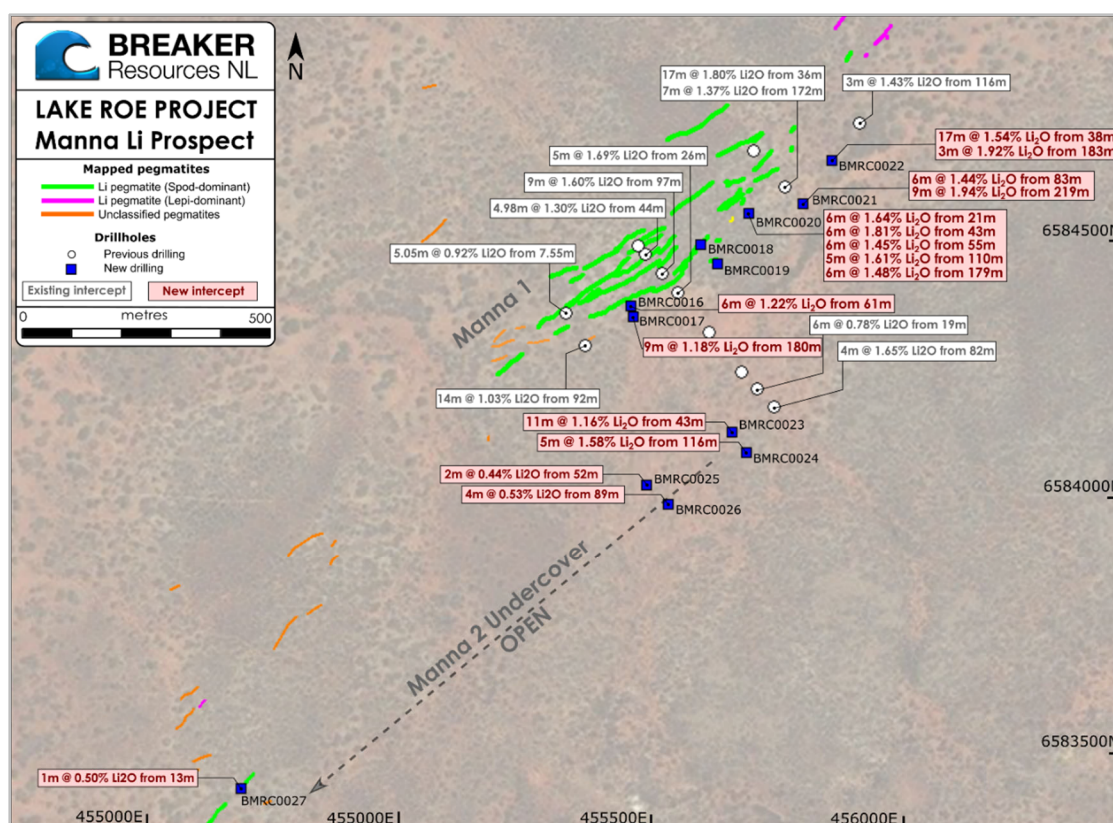 BREAKER
Resources NL
LAKE ROE PROJECT
Manna Li Prospect
Mapped pegmatites
Li pegmatite (Spod-dominant)
Li pegmatite (Lepi-dominant)
Unclassified pegmatites
Drillholes
Previous drilling
New drilling
Existing intercept
New intercept
0 metres 500
N
17m @ 1.80% Li2O from 36m
7m @ 1.37% Li2O from 172m
3m @ 1.43% Li2O from 116m
17m @ 1.54% Li₂O from 38m
3m @ 1.92% Li₂O from 183m
BMRC0022
5m @ 1.69% Li2O from 26m
9m @ 1.60% Li2O from 97m
6m @ 1.44% Li₂O from 83m
9m @ 1.94% Li₂O from 219m
BMRC0021
4.98m @ 1.30% Li2O from 44m
BMRC0020
6m @ 1.64% Li₂O from 21m
6m @ 1.81% Li₂O from 43m
6m @ 1.45% Li₂O from 55m
5m @ 1.61% Li₂O from 110m
6m @ 1.48% Li₂O from 179m
6584500N
5.05m @ 0.92% Li2O from 7.55m
BMRC0018
BMRC0019
Manna 1
BMRC0016
BMRC0017
6m @ 1.22% Li₂O from 61m
6m @ 0.78% Li2O from 19m
9m @ 1.18% Li₂O from 180m
4m @ 1.65% Li2O from 82m
14m @ 1.03% Li2O from 92m
11m @ 1.16% Li₂O from 43m
BMRC0023
5m @ 1.58% Li₂O from 116m
BMRC0024
2m @ 0.44% Li₂O from 52m
BMRC0025
4m @ 0.53% Li₂O from 89m
BMRC0026
6584000N
Manna 2 Undercover
OPEN
6583500N
1m @ 0.50% Li2O from 13m
BMRC0027
455000E
455000E
455500E
456000E